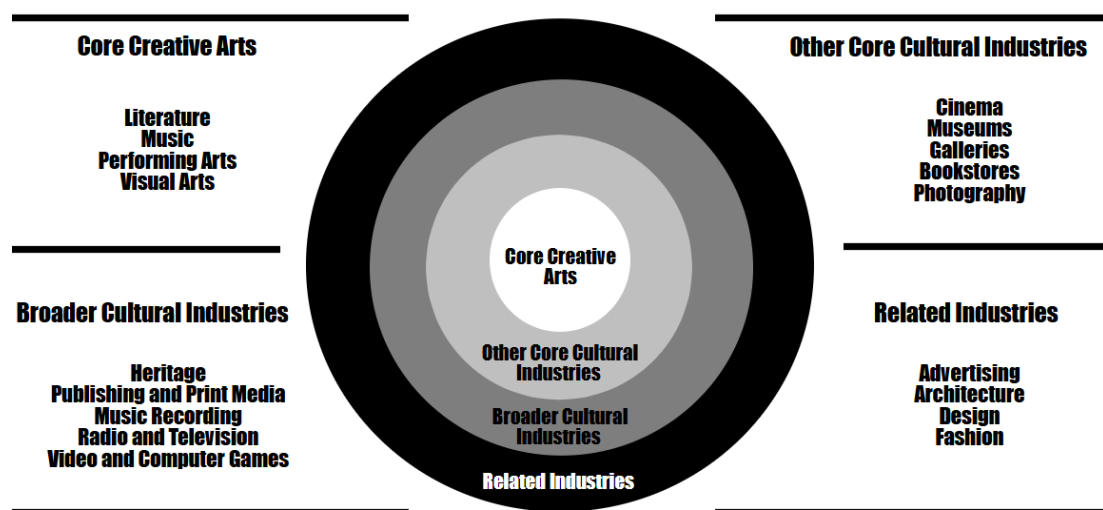 Core Creative Arts
Literature
Music
Performing Arts
Visual Arts
Other Core Cultural Industries
Cinema
Museums
Galleries
Bookstores
Photography
Broader Cultural Industries
Heritage
Publishing and Print Media
Music Recording
Radio and Television
Video and Computer Games
Related Industries
Advertising
Architecture
Design
Fashion
Core Creative
Arts
Other Core Cultural
Industries
Broader Cultural
Industries
Related Industries